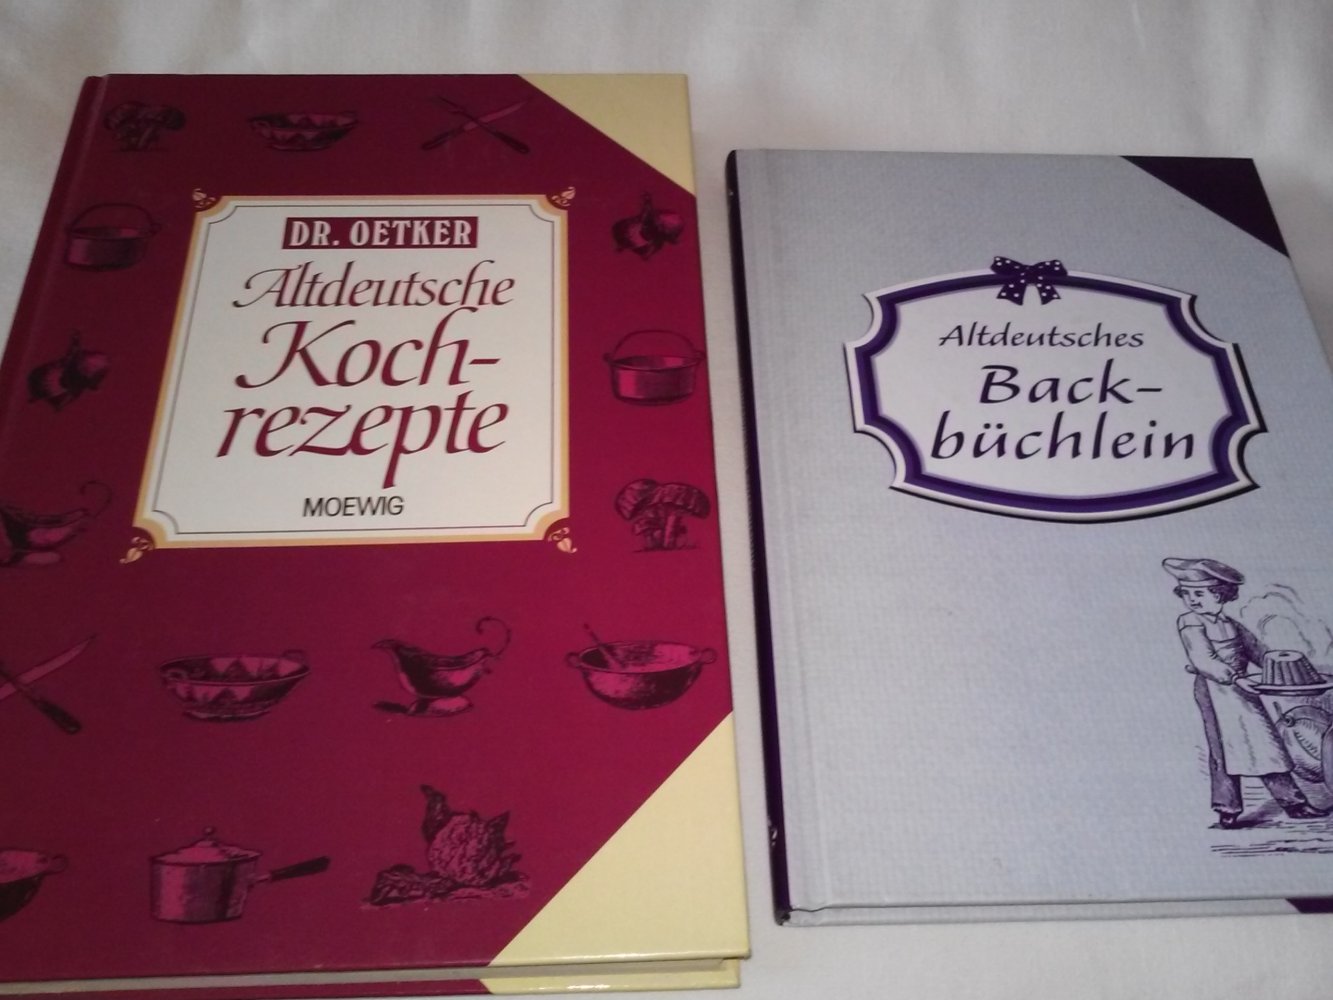 DR. OETKER
Altdeutsche
Koch-
rezepte
MOEWIG
Altdeutsches
Back-
büchlein